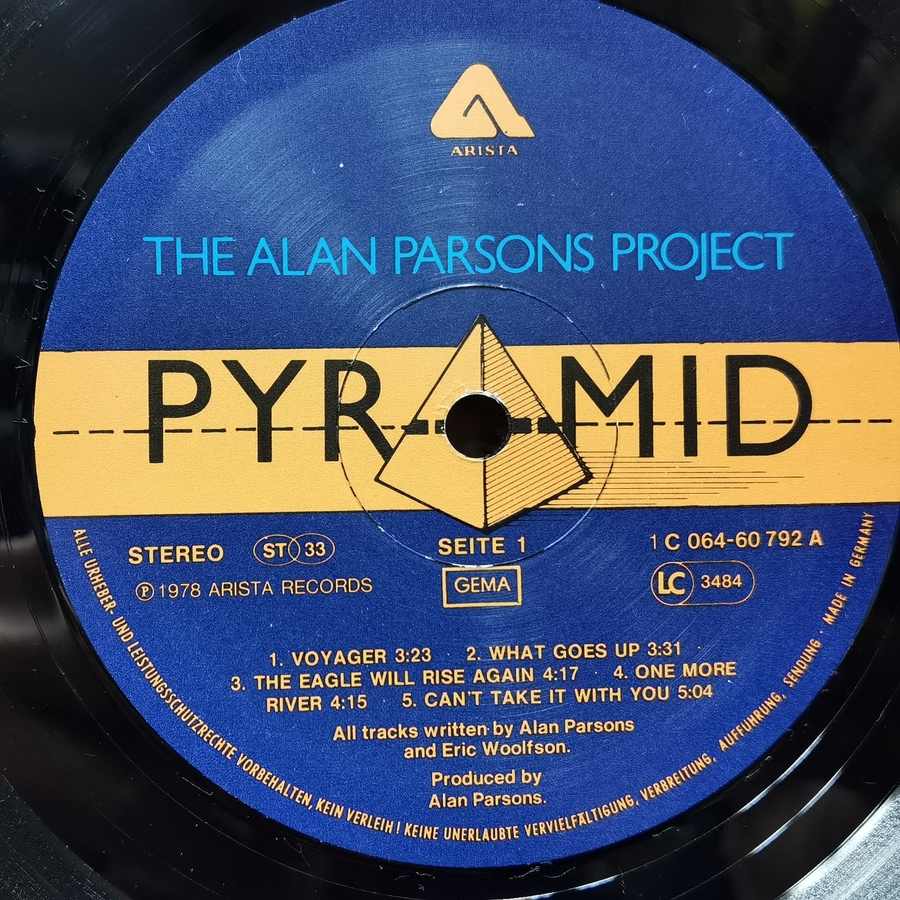 ARISTA
THE ALAN PARSONS PROJECT
PYRAMID
STEREO ST 33
SEITE 1
1 C 064-60 792 A
Ⓟ 1978 ARISTA RECORDS
GEMA
LC 3484
1. VOYAGER 3:23 · 2. WHAT GOES UP 3:31 ·
3. THE EAGLE WILL RISE AGAIN 4:17 · 4. ONE MORE
RIVER 4:15 · 5. CAN'T TAKE IT WITH YOU 5:04
All tracks written by Alan Parsons
and Eric Woolfson.
Produced by
Alan Parsons.
ALLE URHEBER- UND LEISTUNGSSCHUTZRECHTE VORBEHALTEN, KEIN VERLEIH! KEINE UNERLAUBTE VERVIELFÄLTIGUNG, VERBREITUNG, AUFFÜHRUNG, SENDUNG · MADE IN GERMANY